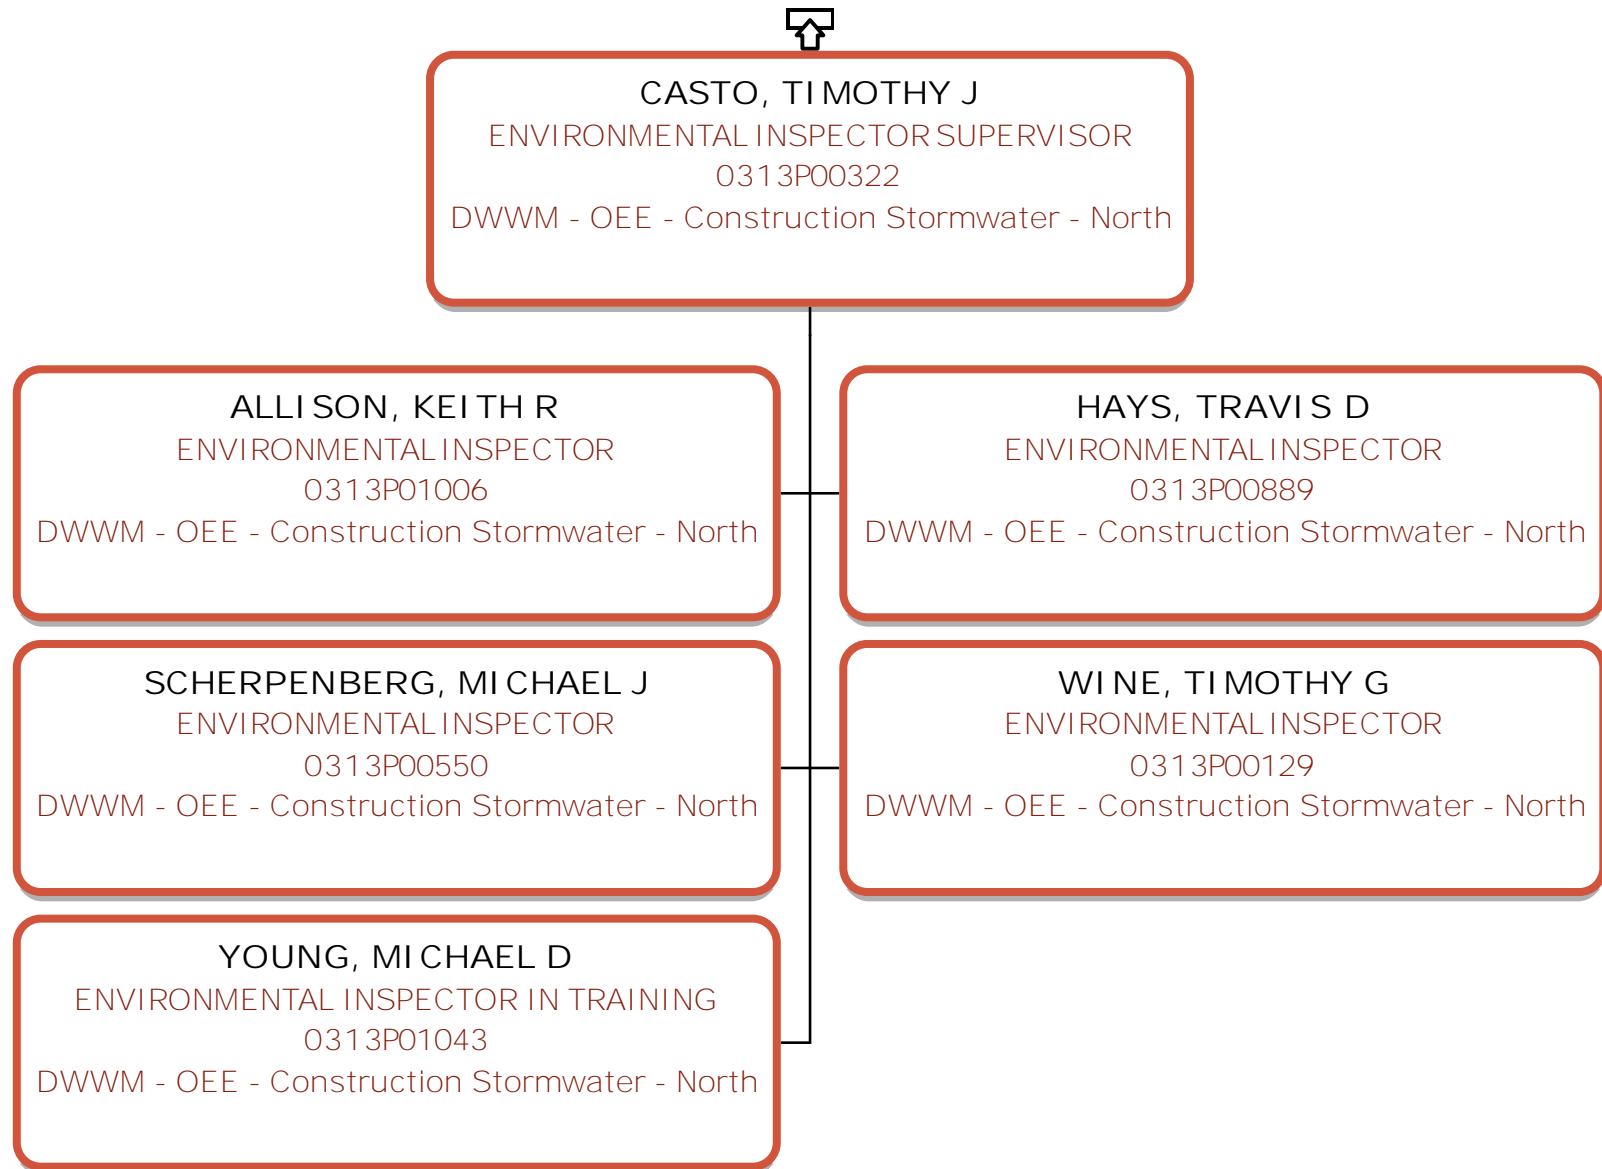 CASTO, TIMOTHY J
ENVIRONMENTAL INSPECTOR SUPERVISOR
0313P00322
DWWM - OEE - Construction Stormwater - North
ALLISON, KEITH R
ENVIRONMENTAL INSPECTOR
0313P01006
DWWM - OEE - Construction Stormwater - North
HAYS, TRAVIS D
ENVIRONMENTAL INSPECTOR
0313P00889
DWWM - OEE - Construction Stormwater - North
SCHERPENBERG, MICHAEL J
ENVIRONMENTAL INSPECTOR
0313P00550
DWWM - OEE - Construction Stormwater - North
WINE, TIMOTHY G
ENVIRONMENTAL INSPECTOR
0313P00129
DWWM - OEE - Construction Stormwater - North
YOUNG, MICHAEL D
ENVIRONMENTAL INSPECTOR IN TRAINING
0313P01043
DWWM - OEE - Construction Stormwater - North